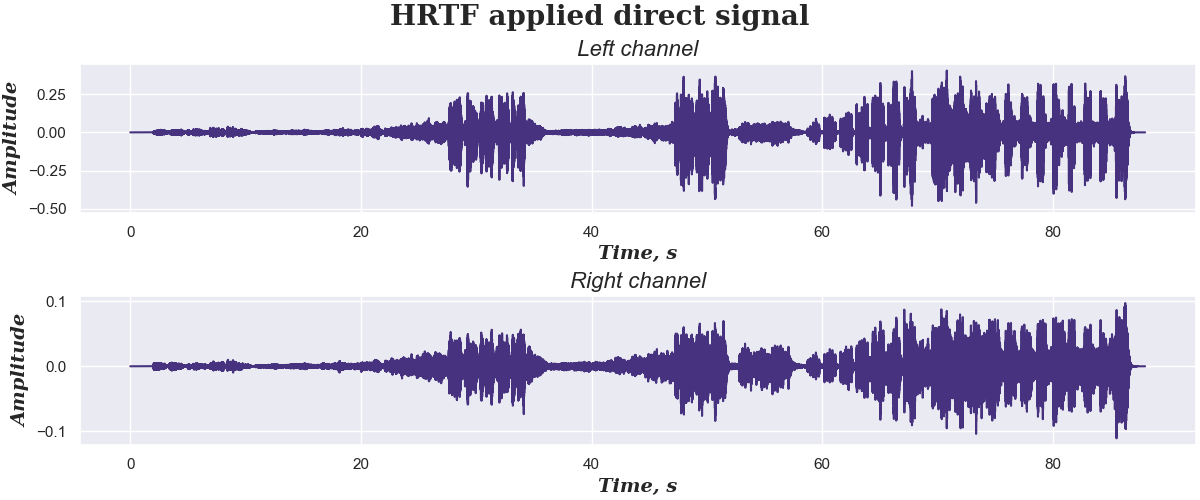 HRTF applied direct signal
Left channel
Amplitude
0.25
0.00
−0.25
−0.50
0 20 40 60 80
Time, s
Right channel
Amplitude
0.1
0.0
−0.1
0 20 40 60 80
Time, s